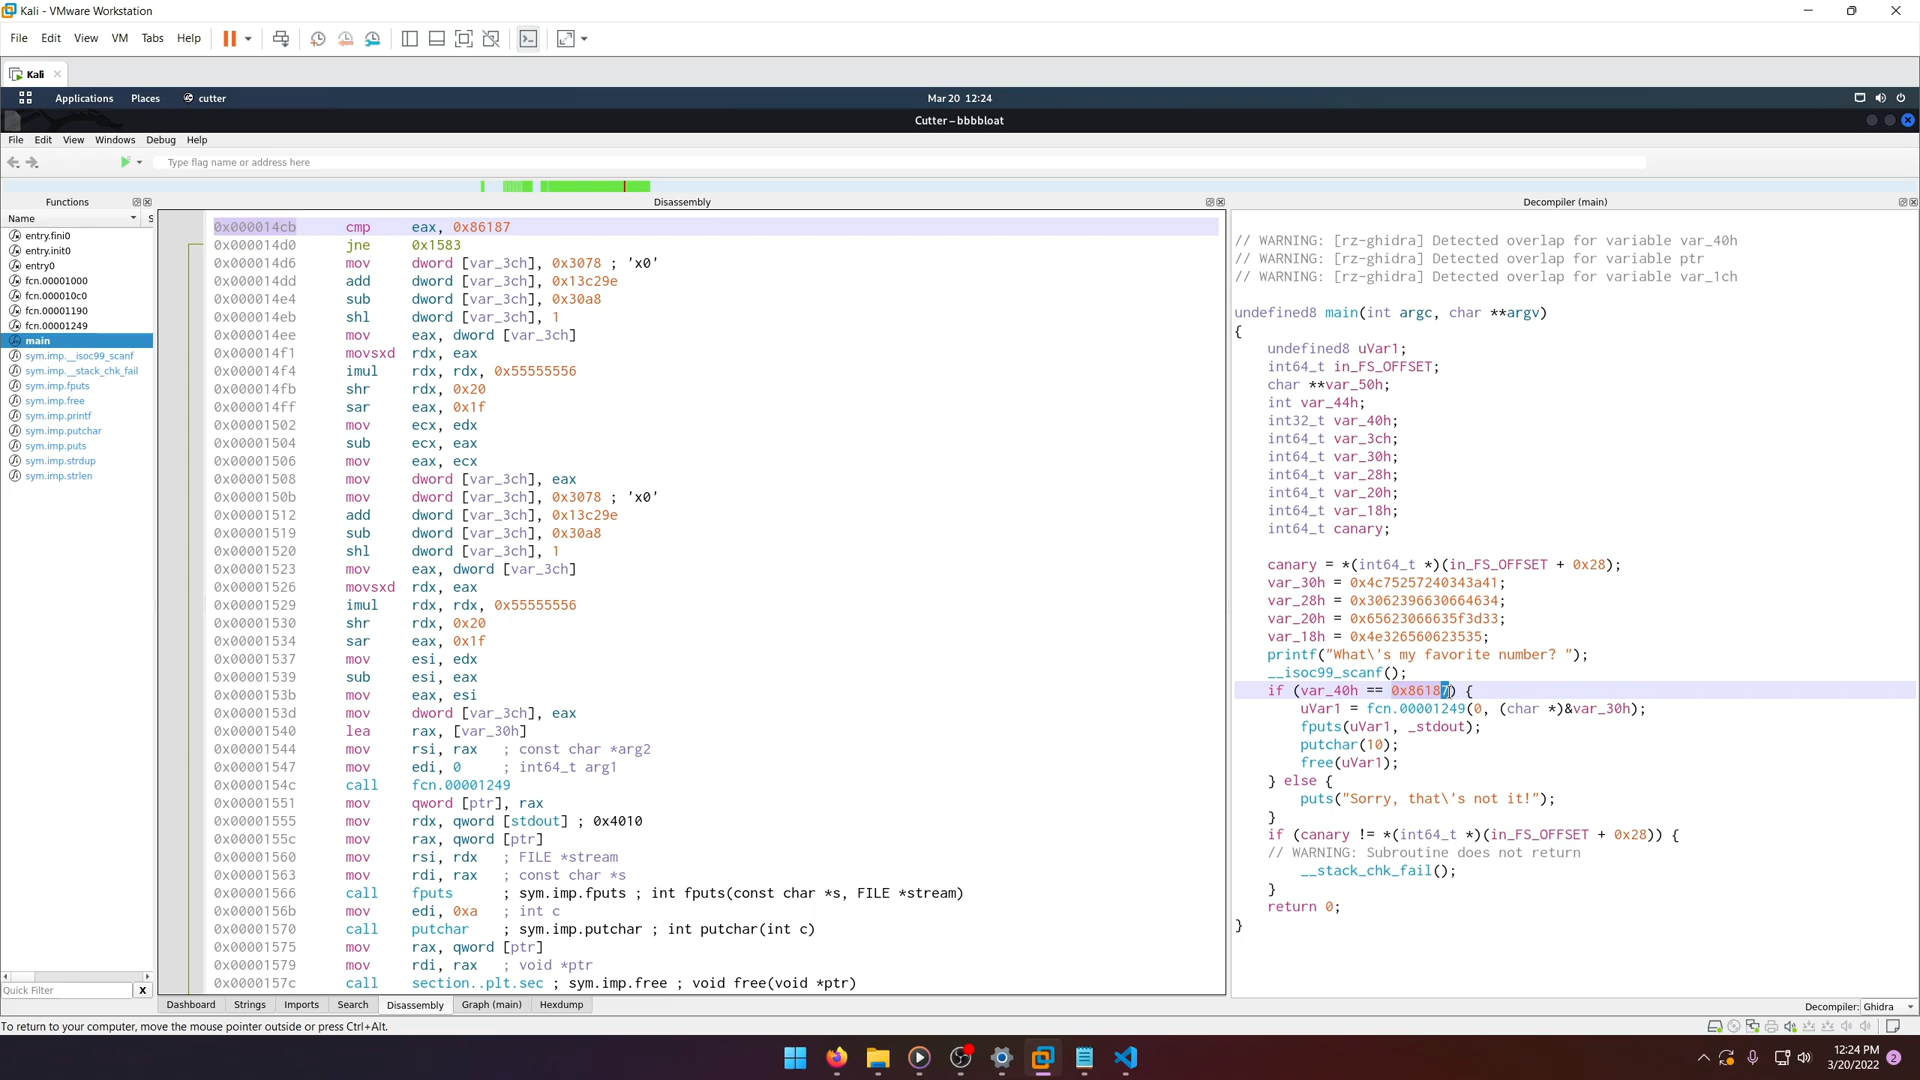 Kali - VMware Workstation
File Edit View VM Tabs Help
Kali
Applications Places cutter Mar 20 12:24
Cutter – bbbbloat
File Edit View Windows Debug Help
Type flag name or address here
Functions
Name S
entry.fini0
entry.init0
entry0
fcn.00001000
fcn.000010c0
fcn.00001190
fcn.00001249
main
sym.imp.__isoc99_scanf
sym.imp.__stack_chk_fail
sym.imp.fputs
sym.imp.free
sym.imp.printf
sym.imp.putchar
sym.imp.puts
sym.imp.strdup
sym.imp.strlen
Quick Filter X
Disassembly
0x000014cb cmp eax, 0x86187
0x000014d0 jne 0x1583
0x000014d6 mov dword [var_3ch], 0x3078 ; 'x0'
0x000014dd add dword [var_3ch], 0x13c29e
0x000014e4 sub dword [var_3ch], 0x30a8
0x000014eb shl dword [var_3ch], 1
0x000014ee mov eax, dword [var_3ch]
0x000014f1 movsxd rdx, eax
0x000014f4 imul rdx, rdx, 0x55555556
0x000014fb shr rdx, 0x20
0x000014ff sar eax, 0x1f
0x00001502 mov ecx, edx
0x00001504 sub ecx, eax
0x00001506 mov eax, ecx
0x00001508 mov dword [var_3ch], eax
0x0000150b mov dword [var_3ch], 0x3078 ; 'x0'
0x00001512 add dword [var_3ch], 0x13c29e
0x00001519 sub dword [var_3ch], 0x30a8
0x00001520 shl dword [var_3ch], 1
0x00001523 mov eax, dword [var_3ch]
0x00001526 movsxd rdx, eax
0x00001529 imul rdx, rdx, 0x55555556
0x00001530 shr rdx, 0x20
0x00001534 sar eax, 0x1f
0x00001537 mov esi, edx
0x00001539 sub esi, eax
0x0000153b mov eax, esi
0x0000153d mov dword [var_3ch], eax
0x00001540 lea rax, [var_30h]
0x00001544 mov rsi, rax ; const char *arg2
0x00001547 mov edi, 0 ; int64_t arg1
0x0000154c call fcn.00001249
0x00001551 mov qword [ptr], rax
0x00001555 mov rdx, qword [stdout] ; 0x4010
0x0000155c mov rax, qword [ptr]
0x00001560 mov rsi, rdx ; FILE *stream
0x00001563 mov rdi, rax ; const char *s
0x00001566 call fputs ; sym.imp.fputs ; int fputs(const char *s, FILE *stream)
0x0000156b mov edi, 0xa ; int c
0x00001570 call putchar ; sym.imp.putchar ; int putchar(int c)
0x00001575 mov rax, qword [ptr]
0x00001579 mov rdi, rax ; void *ptr
0x0000157c call section..plt.sec ; sym.imp.free ; void free(void *ptr)
Dashboard Strings Imports Search Disassembly Graph (main) Hexdump
Decompiler (main)
// WARNING: [rz-ghidra] Detected overlap for variable var_40h
// WARNING: [rz-ghidra] Detected overlap for variable ptr
// WARNING: [rz-ghidra] Detected overlap for variable var_1ch
undefined8 main(int argc, char **argv)
{
undefined8 uVar1;
int64_t in_FS_OFFSET;
char **var_50h;
int var_44h;
int32_t var_40h;
int64_t var_3ch;
int64_t var_30h;
int64_t var_28h;
int64_t var_20h;
int64_t var_18h;
int64_t canary;
canary = *(int64_t *)(in_FS_OFFSET + 0x28);
var_30h = 0x4c75257240343a41;
var_28h = 0x3062396630664634;
var_20h = 0x65623066635f3d33;
var_18h = 0x4e326560623535;
printf("What\'s my favorite number? ");
__isoc99_scanf();
if (var_40h == 0x86187) {
uVar1 = fcn.00001249(0, (char *)&var_30h);
fputs(uVar1, _stdout);
putchar(10);
free(uVar1);
} else {
puts("Sorry, that\'s not it!");
}
if (canary != *(int64_t *)(in_FS_OFFSET + 0x28)) {
// WARNING: Subroutine does not return
__stack_chk_fail();
}
return 0;
}
Decompiler: Ghidra
To return to your computer, move the mouse pointer outside or press Ctrl+Alt.
12:24 PM
3/20/2022
2